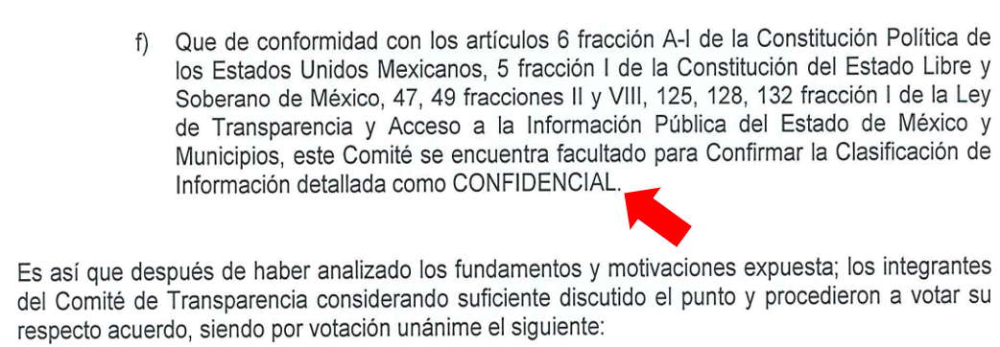 f) Que de conformidad con los artículos 6 fracción A-I de la Constitución Política de
los Estados Unidos Mexicanos, 5 fracción I de la Constitución del Estado Libre y
Soberano de México, 47, 49 fracciones II y VIII, 125, 128, 132 fracción I de la Ley
de Transparencia y Acceso a la Información Pública del Estado de México y
Municipios, este Comité se encuentra facultado para Confirmar la Clasificación de
Información detallada como CONFIDENCIAL.
Es así que después de haber analizado los fundamentos y motivaciones expuesta; los integrantes
del Comité de Transparencia considerando suficiente discutido el punto y procedieron a votar su
respecto acuerdo, siendo por votación unánime el siguiente: